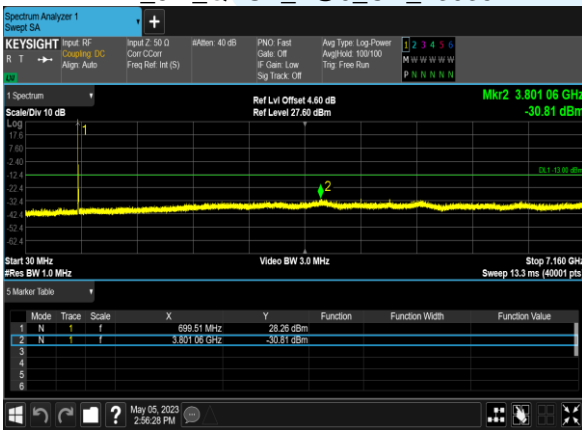 Spectrum Analyzer 1
Swept SA
+
KEYSIGHT Input: RF Input Z: 50 Ω #Atten: 40 dB PNO: Fast Avg Type: Log-Power 1 2 3 4 5 6
R T Coupling: DC Corr CCorr Gate: Off Avg|Hold: 100/100 M W W W W W
Align: Auto Freq Ref: Int (S) IF Gain: Low Trig: Free Run
LW Sig Track: Off P N N N N N
1 Spectrum Ref Lvl Offset 4.60 dB Mkr2 3.801 06 GHz
Scale/Div 10 dB Ref Level 27.60 dBm -30.81 dBm
Log
17.6
7.60
-2.40
-12.4
-22.4
-32.4
-42.4
-52.4
-62.4
1
DL1 -13.00 dBm
2
Start 30 MHz Video BW 3.0 MHz Stop 7.160 GHz
#Res BW 1.0 MHz Sweep 13.3 ms (40001 pts)
5 Marker Table
Mode Trace Scale X Y Function Function Width Function Value
1 N 1 f 699.51 MHz 28.26 dBm
2 N 1 f 3.801 06 GHz -30.81 dBm
3
4
5
6
? May 05, 2023
2:56:28 PM